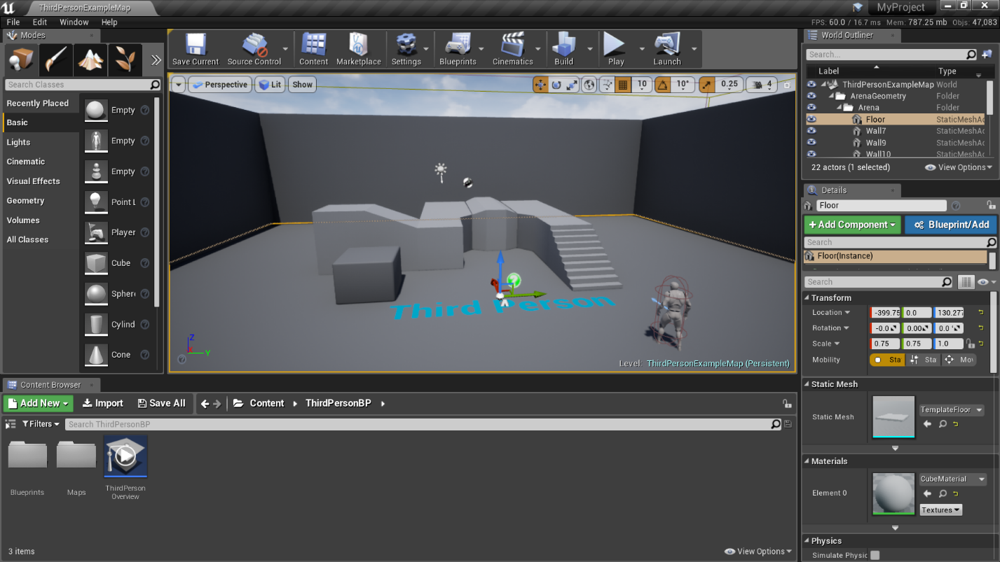 ThirdPersonExampleMap
MyProject
File Edit Window Help
FPS: 60.0 / 16.7 ms Mem: 787.25 mb Objs: 47,083
Modes
Search Classes
Recently Placed
Basic
Lights
Cinematic
Visual Effects
Geometry
Volumes
All Classes
Empty
Empty
Empty
Point L
Player
Cube
Sphere
Cylind
Cone
Save Current
Source Control
Content
Marketplace
Settings
Blueprints
Cinematics
Build
Play
Launch
Perspective
Lit
Show
10
10°
0.25
4
Third Person
Z
X
Y
Level: ThirdPersonExampleMap (Persistent)
World Outliner
Search...
Label Type
ThirdPersonExampleMap World
ArenaGeometry Folder
Arena Folder
Floor StaticMeshAc
Wall7 StaticMeshAc
Wall9 StaticMeshAc
Wall10 StaticMeshAc
22 actors (1 selected)
View Options
Details
Floor
+Add Component
Blueprint/Add
Search
Floor(Instance)
Search
Transform
Location -399.75 0.0 130.277
Rotation -0.0 0.00 0.0 °
Scale 0.75 0.75 1.0
Mobility Sta Sta Mov
Static Mesh
Static Mesh
TemplateFloor
Materials
Element 0
CubeMaterial
Textures
Physics
Simulate Physic
Content Browser
Add New
Import
Save All
Content
ThirdPersonBP
Filters
Search ThirdPersonBP
Blueprints
Maps
ThirdPerson
Overview
3 items
View Options